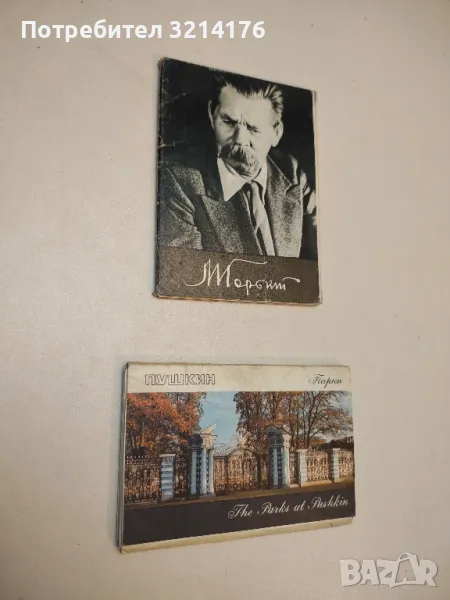 Потребител 3214176
М Горький
ПУШКИН
Парки
The Parks at Pushkin
bazar